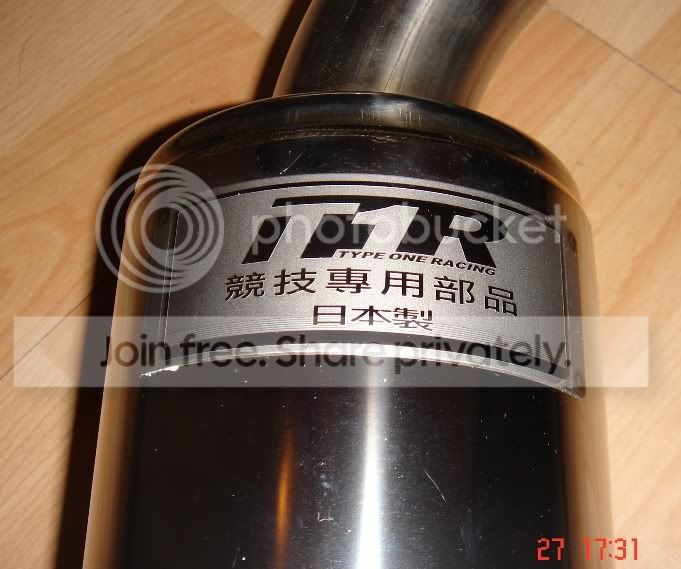 T1R
TYPE ONE RACING
競技專用部品
日本製
photobucket
Join free. Share privately.
27 17:31